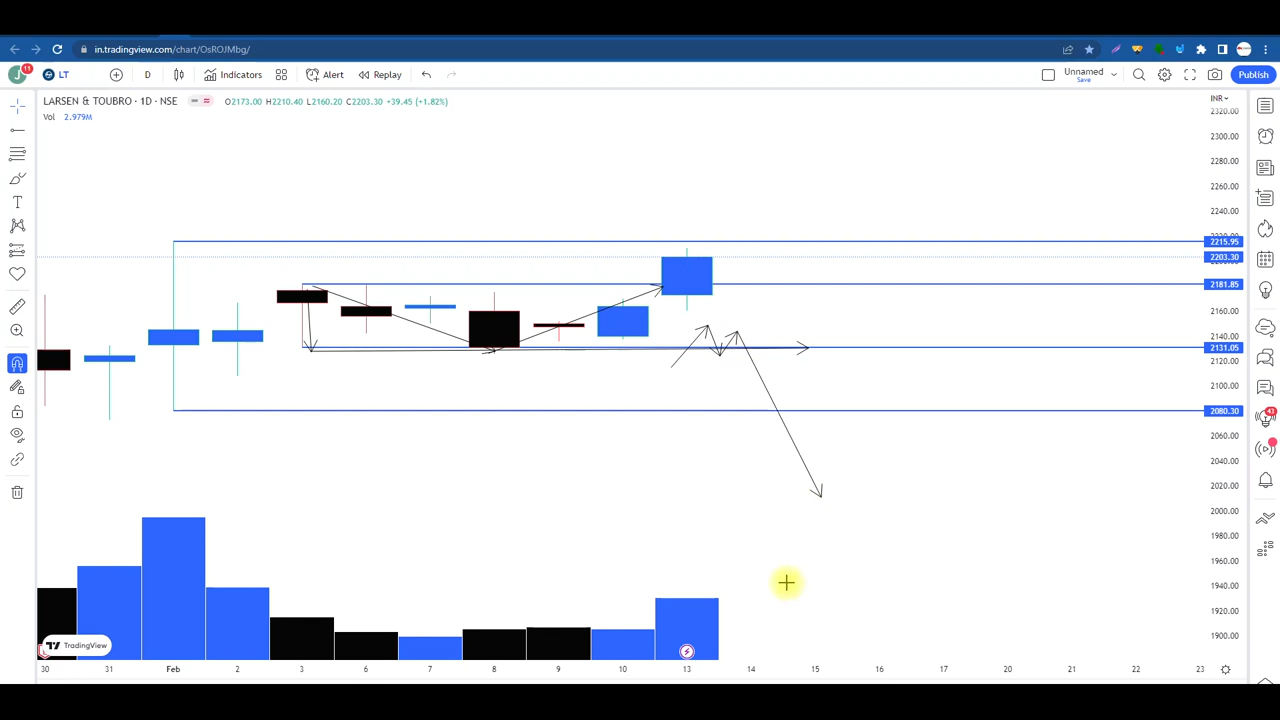 in.tradingview.com/chart/OsROJMbg/
J
11
LT
D
Indicators
Alert
Replay
Unnamed
Save
Publish
LARSEN & TOUBRO · 1D · NSE
O2173.00 H2210.40 L2160.20 C2203.30 +39.45 (+1.82%)
Vol 2.979M
INR
2320.00
2300.00
2280.00
2260.00
2240.00
2215.95
2203.30
2181.85
2160.00
2140.00
2131.05
2120.00
2100.00
2080.30
2060.00
2040.00
2020.00
2000.00
1980.00
1960.00
1940.00
1920.00
1900.00
43
TradingView
30 31 Feb 2 3 6 7 8 9 10 13 14 15 16 17 20 21 22 23